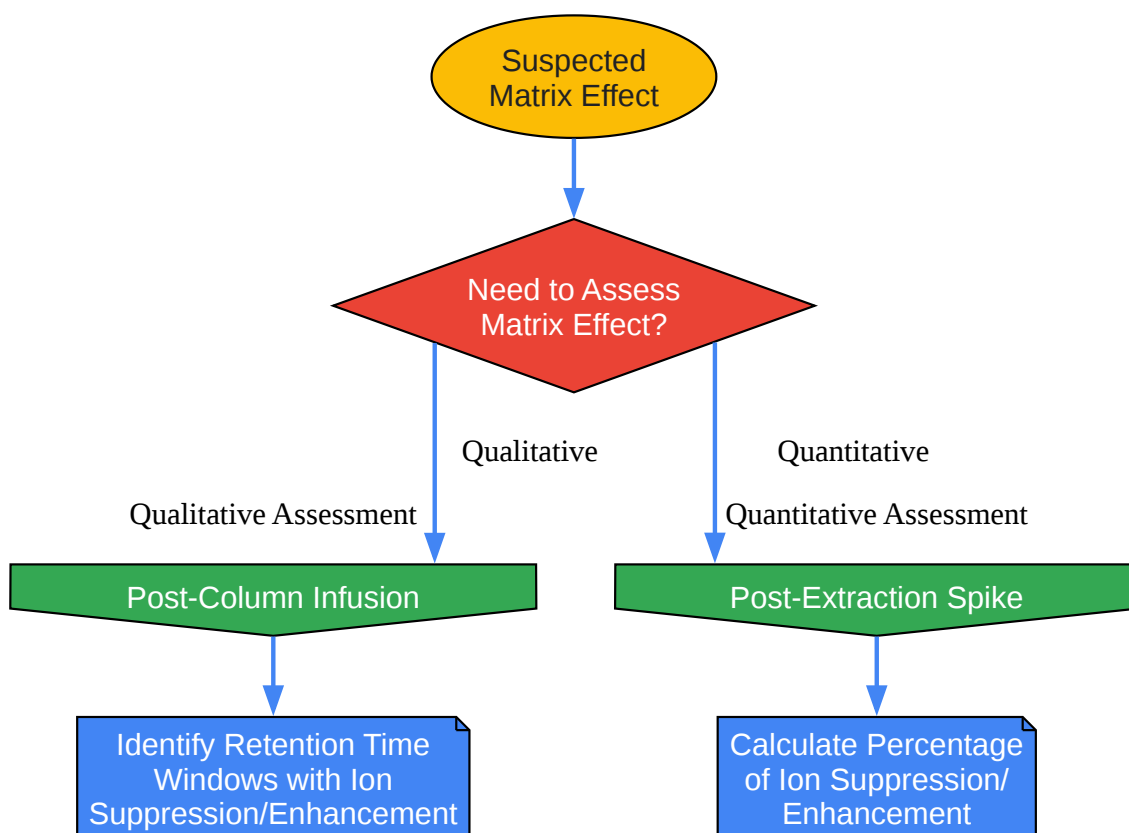 Suspected
Matrix Effect
Need to Assess
Matrix Effect?
Qualitative
Quantitative
Qualitative Assessment
Quantitative Assessment
Post-Column Infusion
Post-Extraction Spike
Identify Retention Time
Windows with Ion
Suppression/Enhancement
Calculate Percentage
of Ion Suppression/
Enhancement